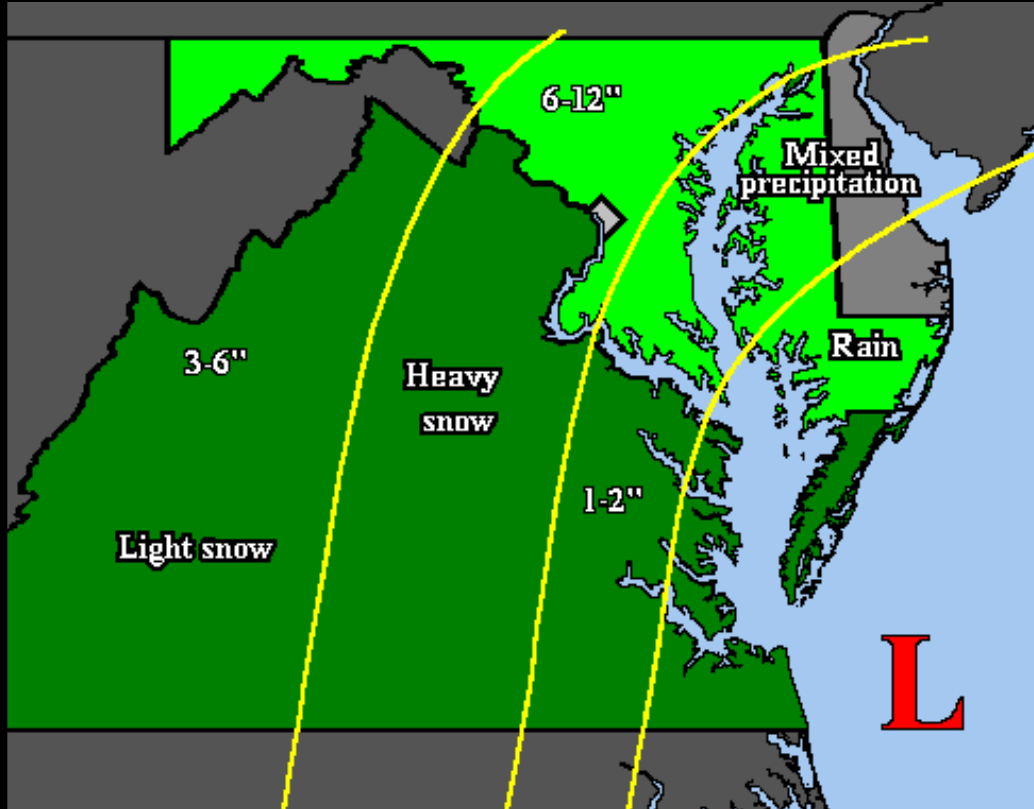 6-12"
Mixed
precipitation
3-6"
Heavy
snow
Rain
1-2"
Light snow
L